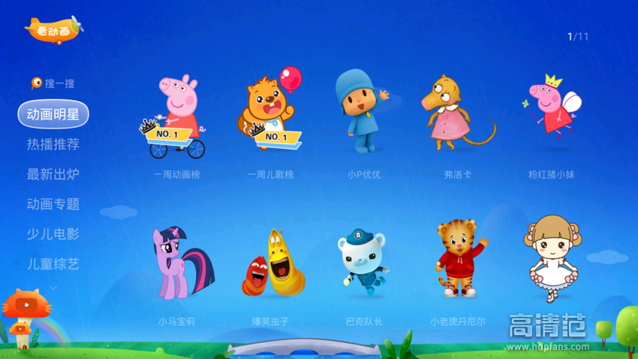 看动画
1/11
搜一搜
动画明星
热播推荐
最新出炉
动画专题
少儿电影
儿童综艺
NO. 1
NO. 1
一周动画榜
一周儿歌榜
小P优优
弗洛卡
粉红猪小妹
小马宝莉
爆笑虫子
巴克队长
小老虎丹尼尔
高清范
www.hdpfans.com